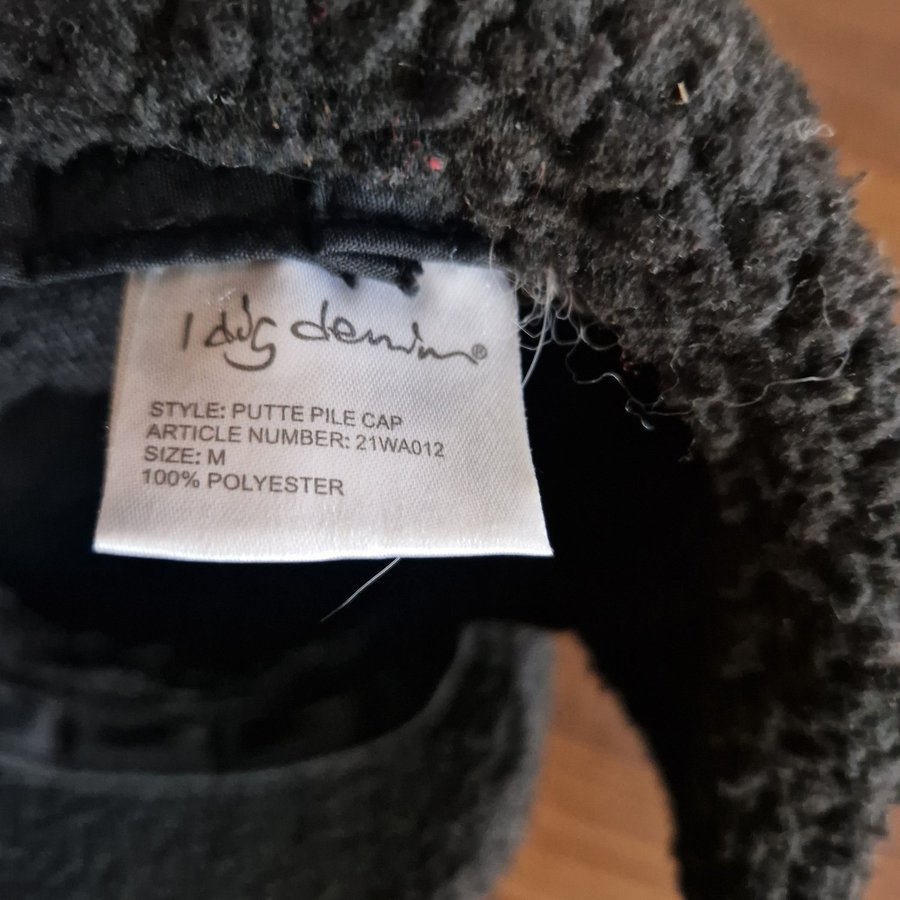 I dig denim®
STYLE: PUTTE PILE CAP
ARTICLE NUMBER: 21WA012
SIZE: M
100% POLYESTER